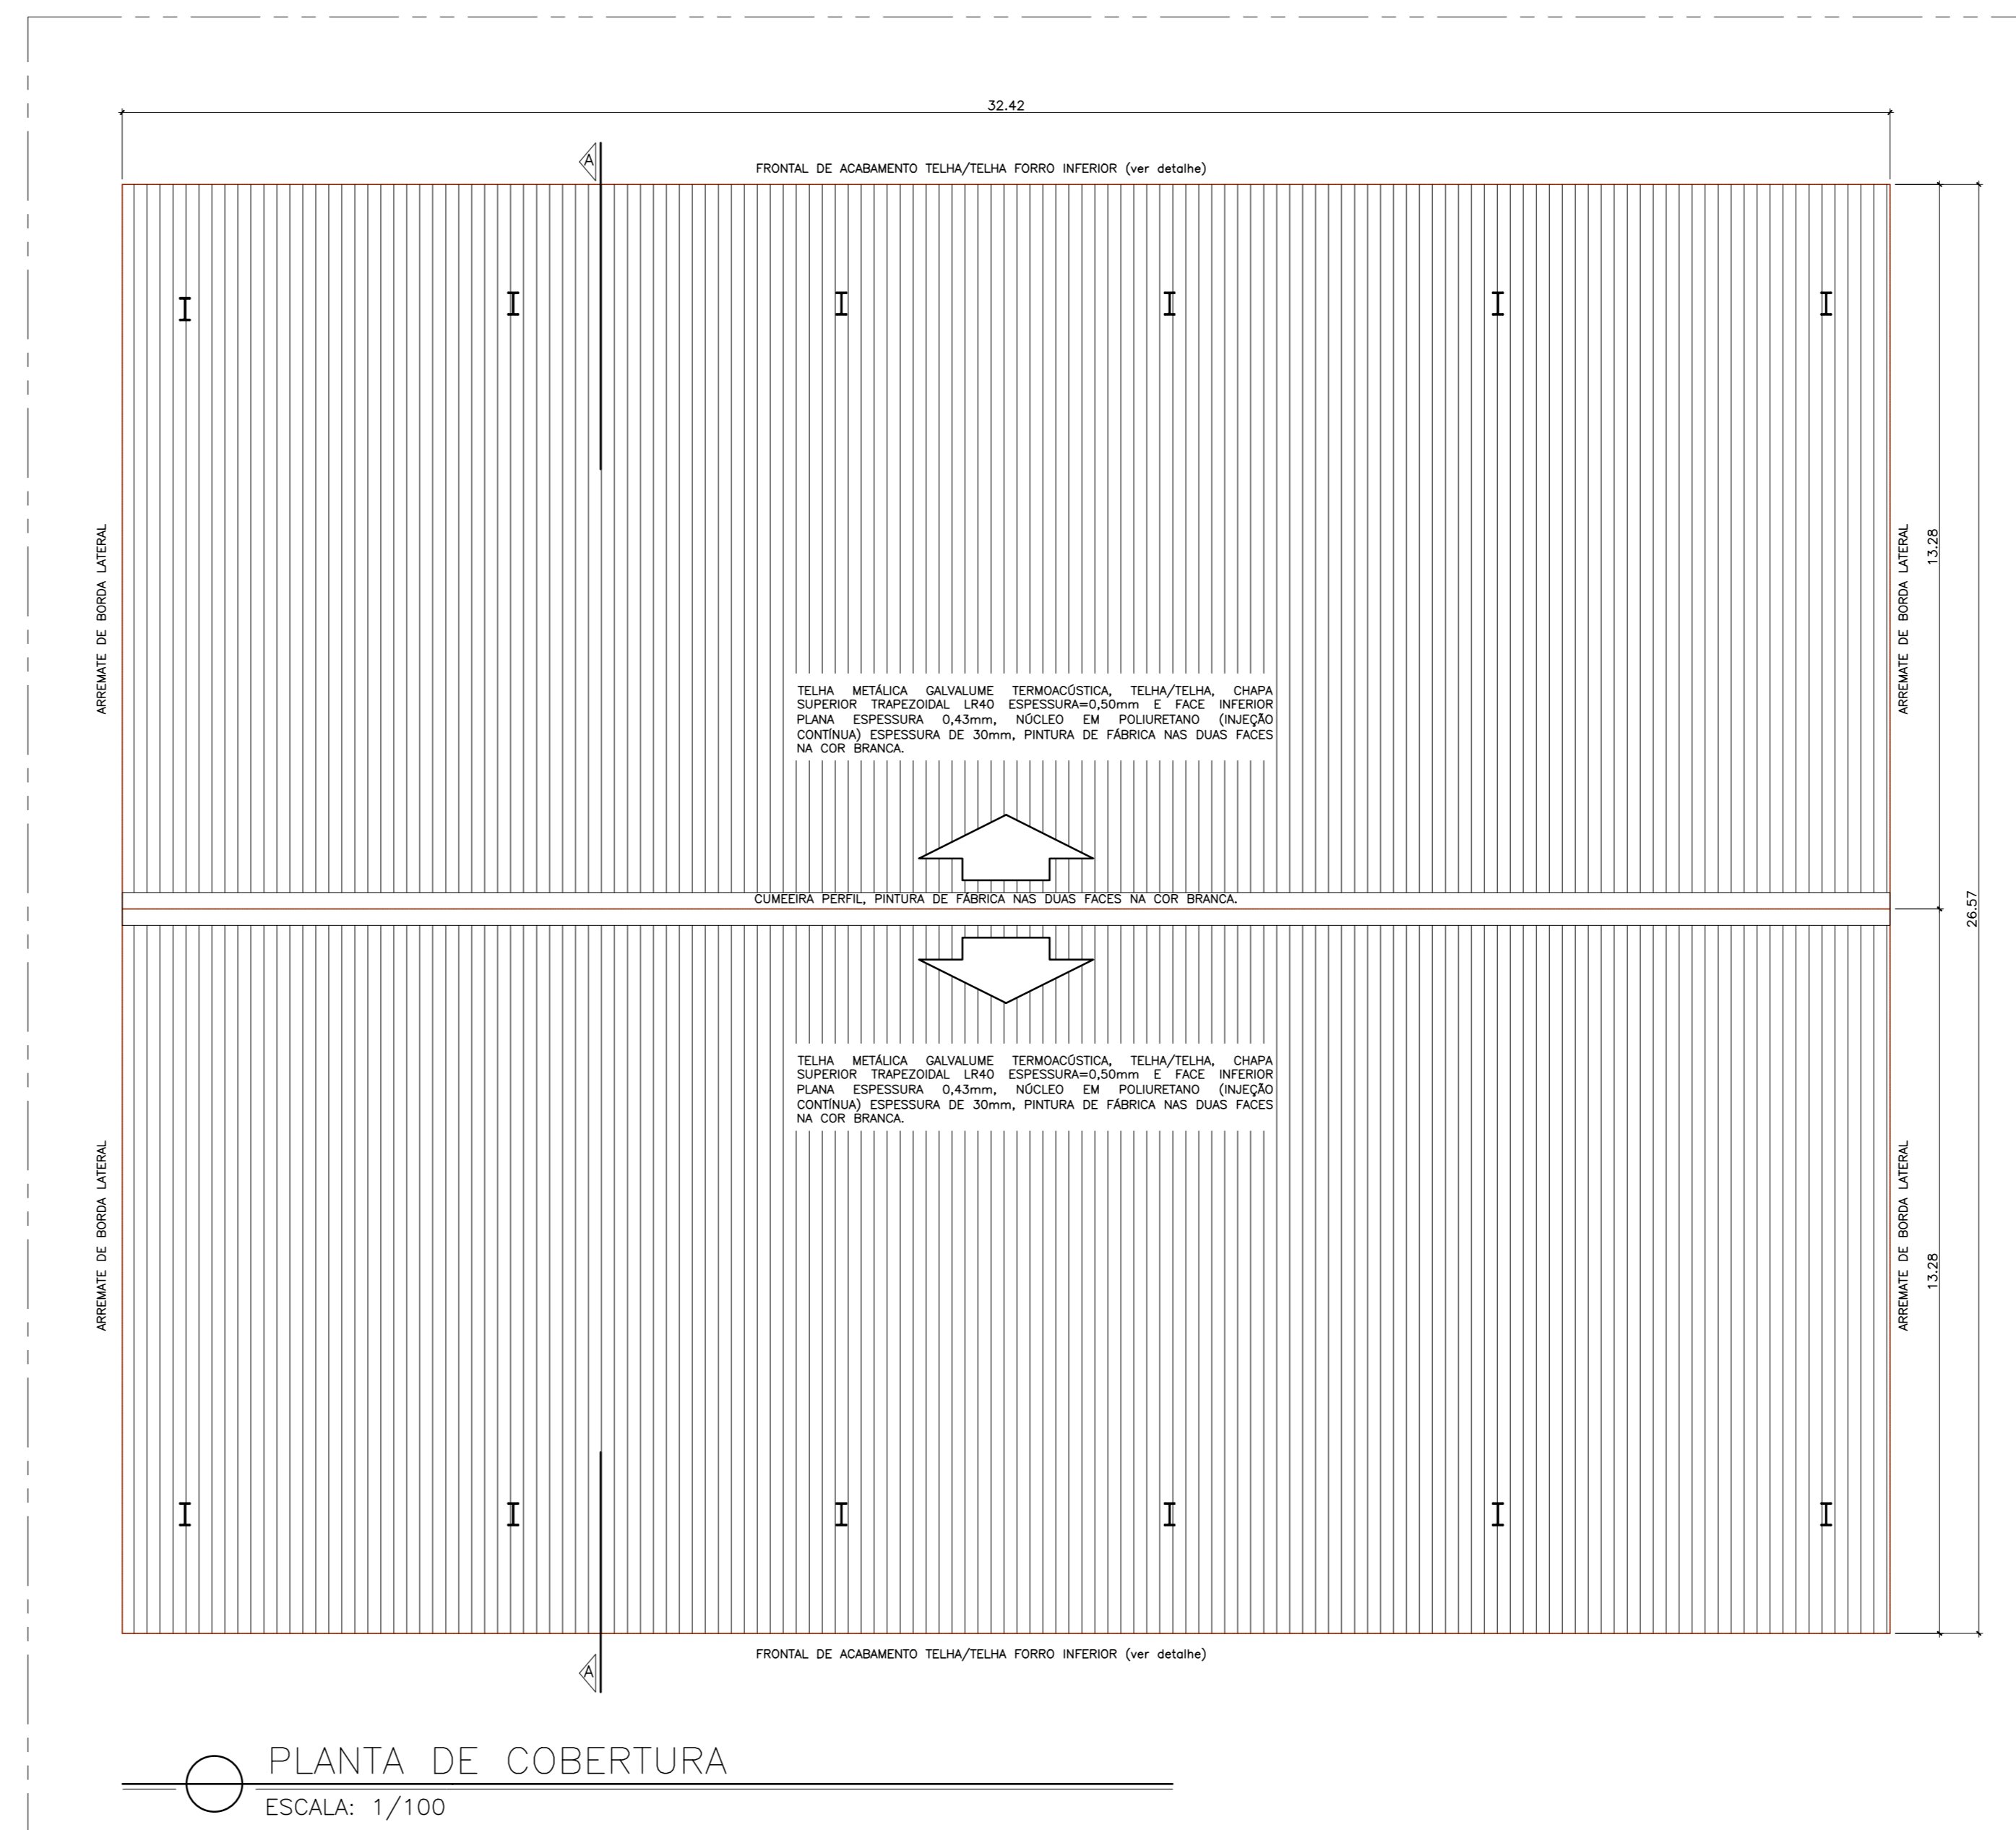 32.42
A
FRONTAL DE ACABAMENTO TELHA/TELHA FORRO INFERIOR (ver detalhe)
ARREMATE DE BORDA LATERAL
ARREMATE DE BORDA LATERAL
13.28
TELHA METÁLICA GALVALUME TERMOACÚSTICA, TELHA/TELHA, CHAPA
SUPERIOR TRAPEZOIDAL LR40 ESPESSURA=0,50mm E FACE INFERIOR
PLANA ESPESSURA 0,43mm, NÚCLEO EM POLIURETANO (INJEÇÃO
CONTÍNUA) ESPESSURA DE 30mm, PINTURA DE FÁBRICA NAS DUAS FACES
NA COR BRANCA.
CUMEEIRA PERFIL, PINTURA DE FÁBRICA NAS DUAS FACES NA COR BRANCA.
26.57
TELHA METÁLICA GALVALUME TERMOACÚSTICA, TELHA/TELHA, CHAPA
SUPERIOR TRAPEZOIDAL LR40 ESPESSURA=0,50mm E FACE INFERIOR
PLANA ESPESSURA 0,43mm, NÚCLEO EM POLIURETANO (INJEÇÃO
CONTÍNUA) ESPESSURA DE 30mm, PINTURA DE FÁBRICA NAS DUAS FACES
NA COR BRANCA.
ARREMATE DE BORDA LATERAL
ARREMATE DE BORDA LATERAL
13.28
FRONTAL DE ACABAMENTO TELHA/TELHA FORRO INFERIOR (ver detalhe)
A
PLANTA DE COBERTURA
ESCALA: 1/100